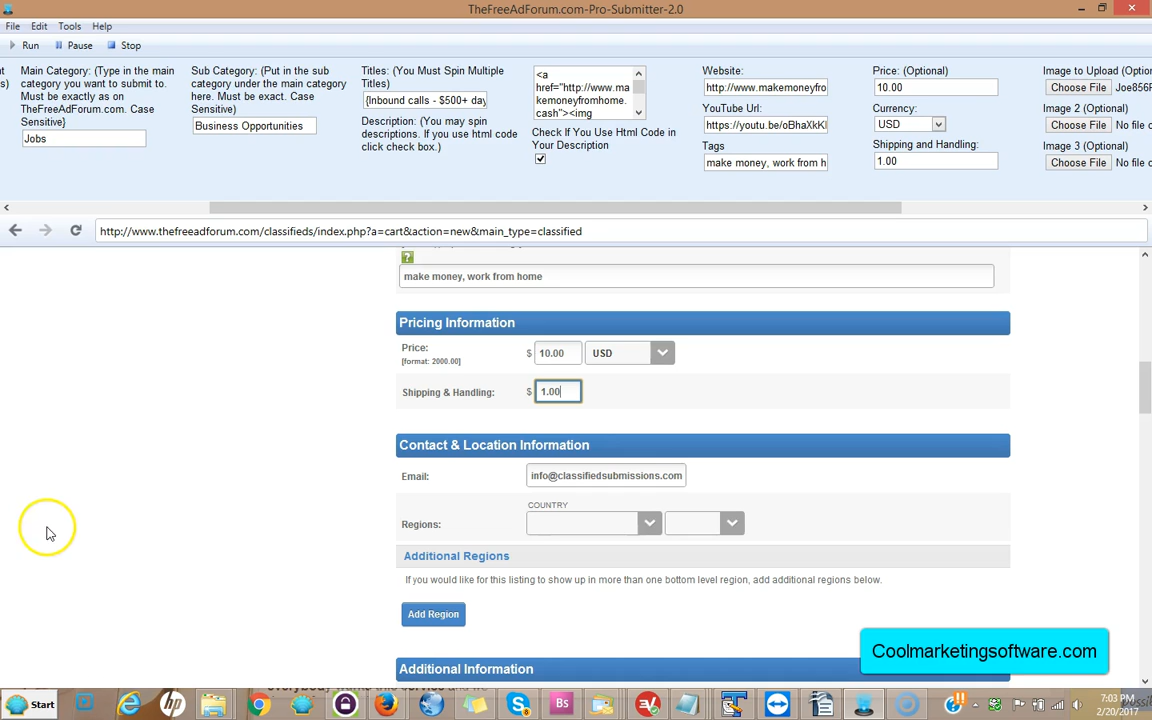 TheFreeAdForum.com-Pro-Submitter-2.0
File Edit Tools Help
Run Pause Stop
Main Category: (Type in the main
category you want to submit to.
Must be exactly as on
TheFreeAdForum.com. Case
Sensitive}
Jobs
Sub Category: (Put in the sub
category under the main category
here. Must be exact. Case
Sensitive)
Business Opportunities
Titles: (You Must Spin Multiple
Titles)
{Inbound calls - $500+ day
Description: (You may spin
descriptions. If you use html code
click check box.)
<a
href="http://www.ma
kemoneyfromhome.
cash"><img
Check If You Use Html Code in
Your Description
Website:
http://www.makemoneyfro
YouTube Url:
https://youtu.be/oBhaXkK
Tags
make money, work from h
Price: (Optional)
10.00
Currency:
USD
Shipping and Handling:
1.00
Image to Upload (Option
Choose File Joe856F
Image 2 (Optional)
Choose File No file c
Image 3 (Optional)
Choose File No file c
http://www.thefreeadforum.com/classifieds/index.php?a=cart&action=new&main_type=classified
make money, work from home
Pricing Information
Price:
[format: 2000.00]
$ 10.00 USD
Shipping & Handling: $ 1.00
Contact & Location Information
Email: info@classifiedsubmissions.com
COUNTRY
Regions:
Additional Regions
If you would like for this listing to show up in more than one bottom level region, add additional regions below.
Add Region
Coolmarketingsoftware.com
Additional Information
Start
7:03 PM
2/20/2017